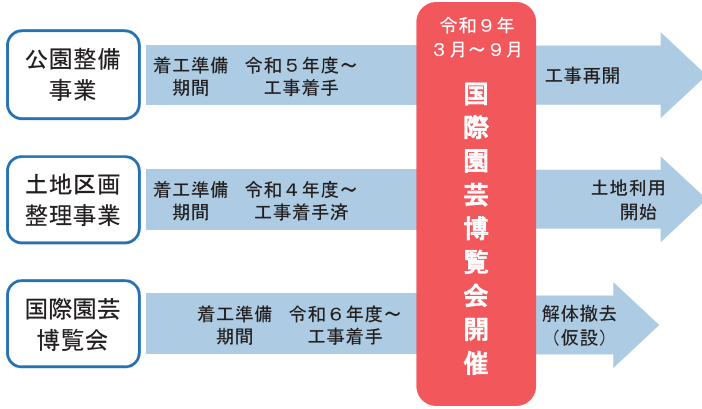 令和９年
３月～９月
国際園芸博覧会開催
公園整備
事業
着工準備
期間
令和５年度～
工事着手
工事再開
土地区画
整理事業
着工準備
期間
令和４年度～
工事着手済
土地利用
開始
国際園芸
博覧会
着工準備
期間
令和６年度～
工事着手
解体撤去
（仮設）